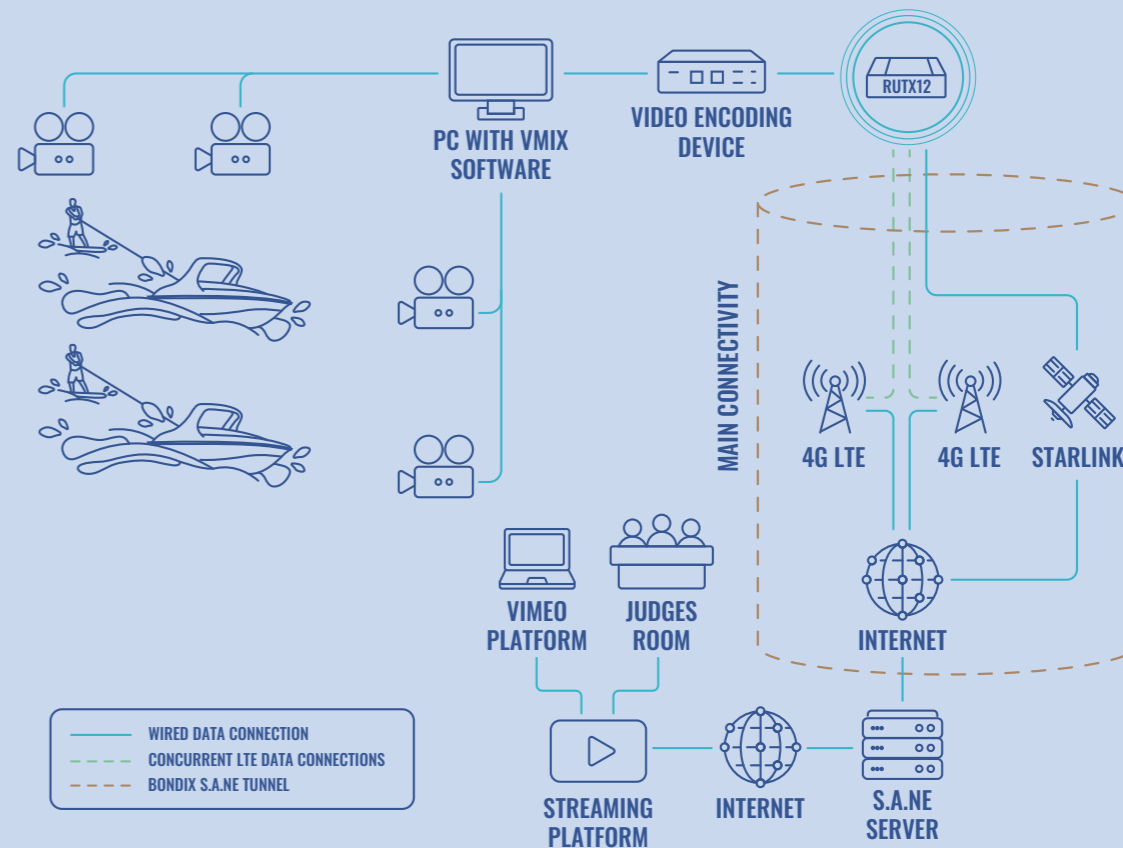 RUTX12
PC WITH VMIX
SOFTWARE
VIDEO ENCODING
DEVICE
MAIN CONNECTIVITY
4G LTE
4G LTE
STARLINK
INTERNET
VIMEO
PLATFORM
JUDGES
ROOM
WIRED DATA CONNECTION
CONCURRENT LTE DATA CONNECTIONS
BONDIX S.A.NE TUNNEL
STREAMING
PLATFORM
INTERNET
S.A.NE
SERVER